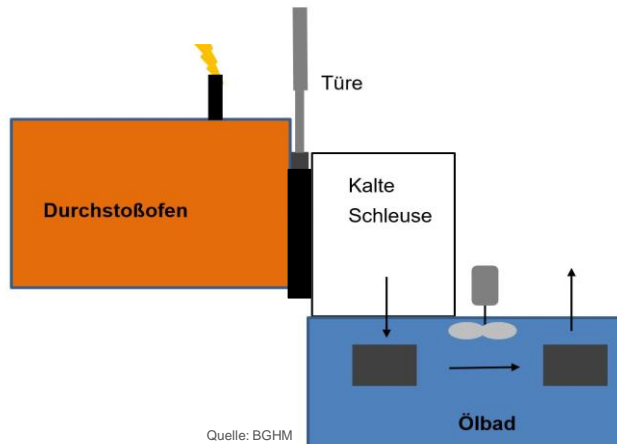 Türe
Durchstoßofen
Kalte
Schleuse
Ölbad
Quelle: BGHM